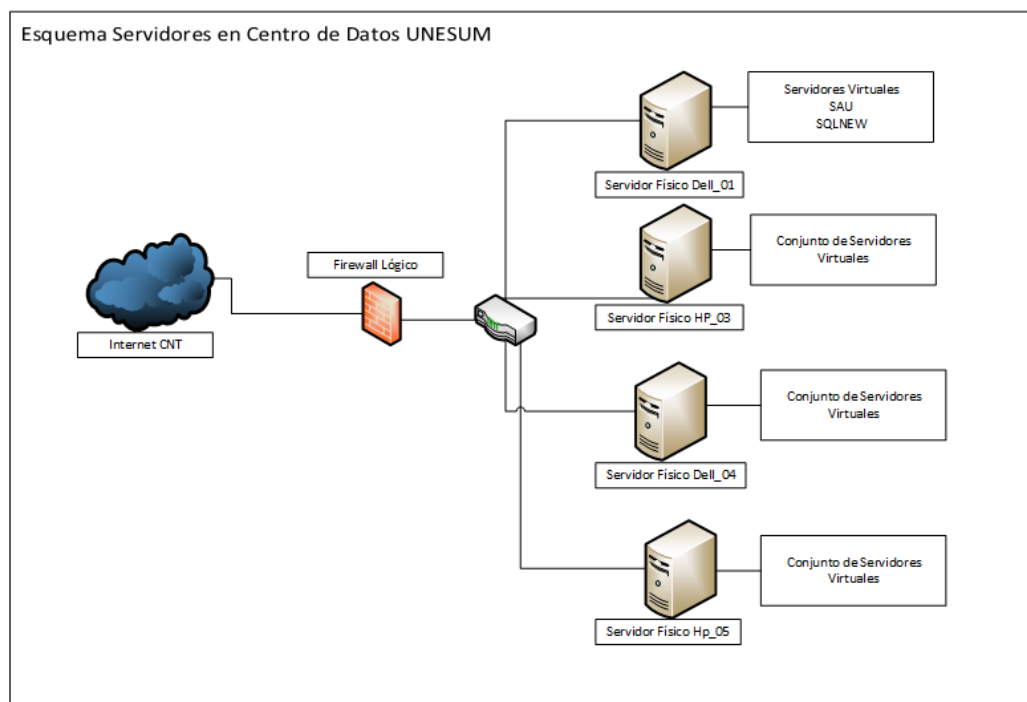 Esquema Servidores en Centro de Datos UNESUM
Servidores Virtuales
SAU
SQLNEW
Servidor Físico Dell_01
Conjunto de Servidores
Virtuales
Firewall Lógico
Servidor Físico HP_03
Internet CNT
Conjunto de Servidores
Virtuales
Servidor Físico Dell_04
Conjunto de Servidores
Virtuales
Servidor Físico Hp_05